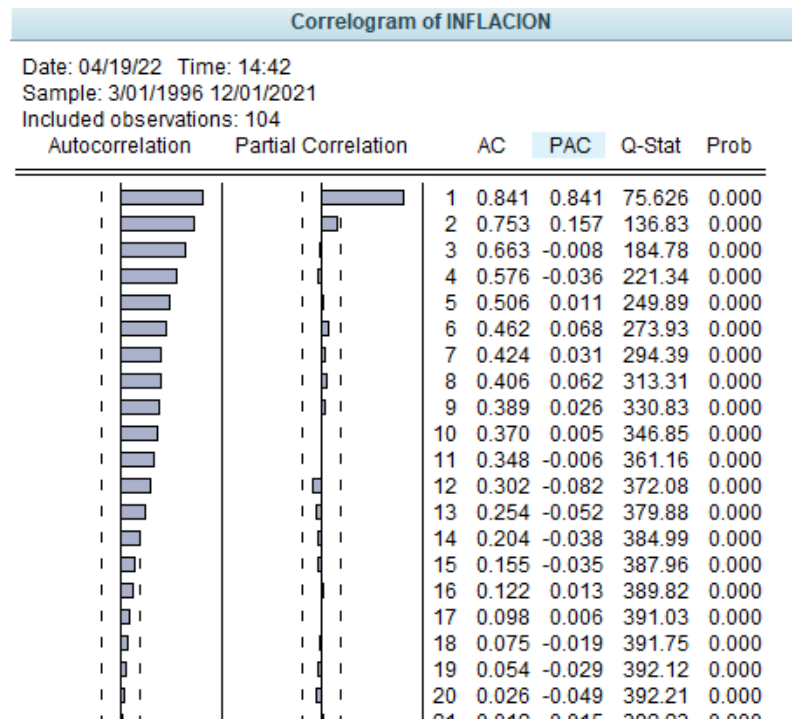 Correlogram of INFLACION
Date: 04/19/22 Time: 14:42
Sample: 3/01/1996 12/01/2021
Included observations: 104
Autocorrelation Partial Correlation AC PAC Q-Stat Prob
1 0.841 0.841 75.626 0.000
2 0.753 0.157 136.83 0.000
3 0.663 -0.008 184.78 0.000
4 0.576 -0.036 221.34 0.000
5 0.506 0.011 249.89 0.000
6 0.462 0.068 273.93 0.000
7 0.424 0.031 294.39 0.000
8 0.406 0.062 313.31 0.000
9 0.389 0.026 330.83 0.000
10 0.370 0.005 346.85 0.000
11 0.348 -0.006 361.16 0.000
12 0.302 -0.082 372.08 0.000
13 0.254 -0.052 379.88 0.000
14 0.204 -0.038 384.99 0.000
15 0.155 -0.035 387.96 0.000
16 0.122 0.013 389.82 0.000
17 0.098 0.006 391.03 0.000
18 0.075 -0.019 391.75 0.000
19 0.054 -0.029 392.12 0.000
20 0.026 -0.049 392.21 0.000